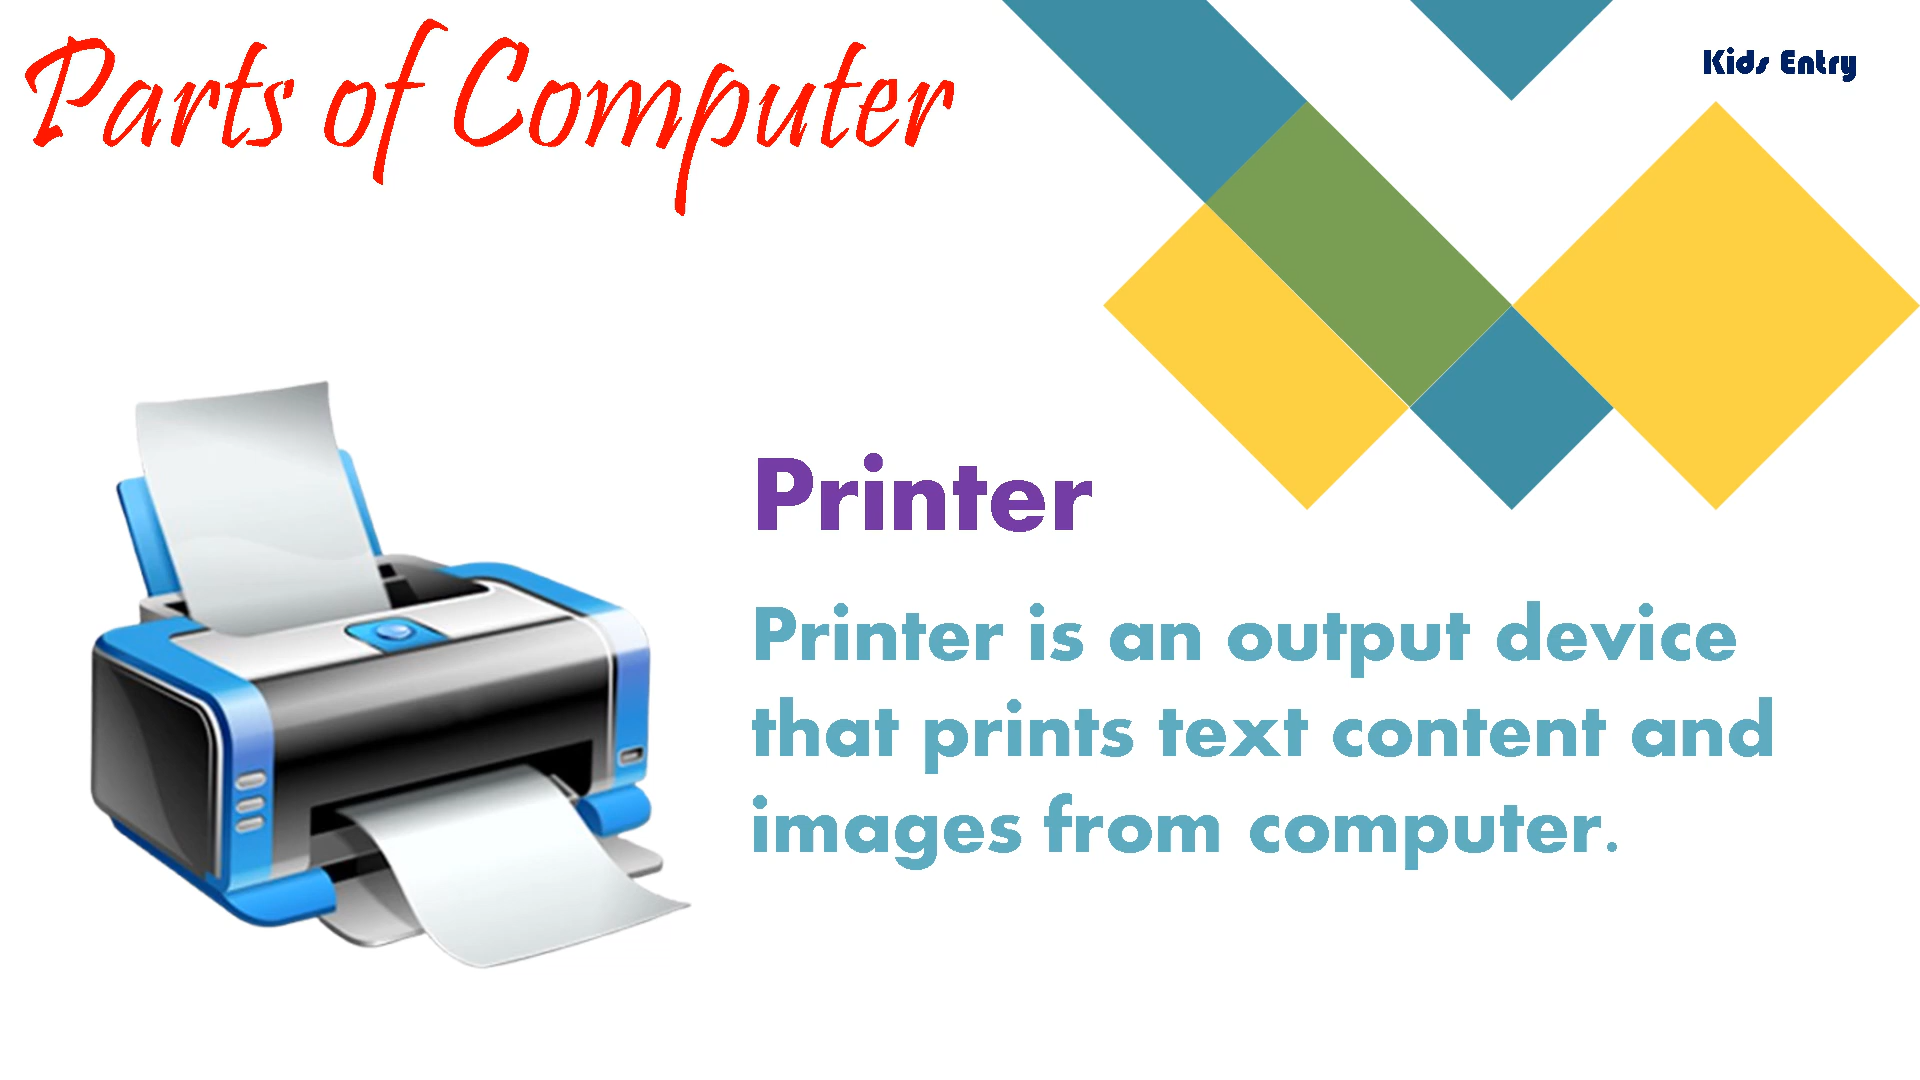 Parts of Computer
Kids Entry
Printer
Printer is an output device
that prints text content and
images from computer.